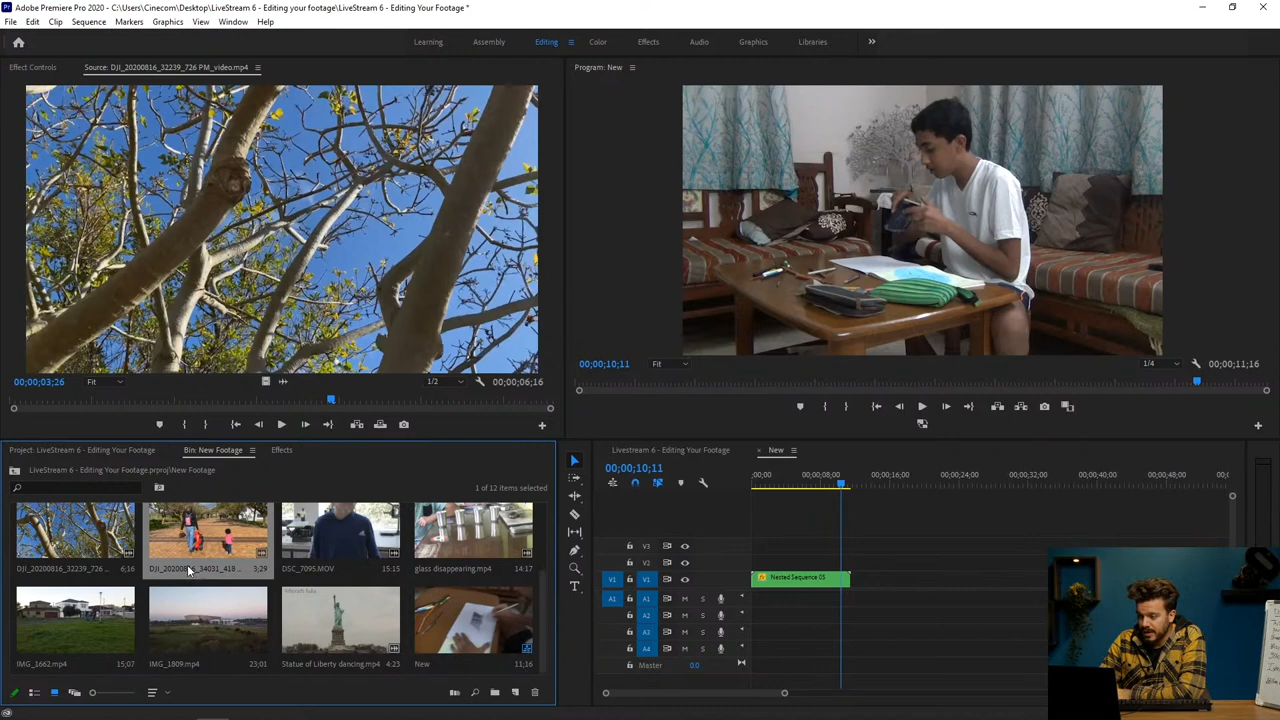 Adobe Premiere Pro 2020 - C:\Users\Cinecom\Desktop\LiveStream 6 - Editing your footage\LiveStream 6 - Editing Your Footage *
File Edit Clip Sequence Markers Graphics View Window Help
Learning Assembly Editing Color Effects Audio Graphics Libraries
Effect Controls Source: DJI_20200816_32239_726 PM_video.mp4
Program: New
00;00;03;26 Fit 1/2 00;00;06;16
00;00;10;11 Fit 1/4 00;00;11;16
Project: LiveStream 6 - Editing Your Footage Bin: New Footage Effects
LiveStream 6 - Editing Your Footage.prproj\New Footage
1 of 12 items selected
DJI_20200816_32239_726 ... 6;16
3;29
DSC_7095.MOV 15:15
glass disappearing.mp4 14;17
IMG_1662.mp4 15;07
IMG_1809.mp4 23;01
Statue of Liberty dancing.mp4 4:23
New 11;16
Livestream 6 - Editing Your Footage New
00;00;10;11
;00;00 00;00;08;00 00;00;16;00 00;00;24;00 00;00;32;00 00;00;40;00 00;00;48;00
V3
V2
V1 V1
Nested Sequence 05
A1 A1 M S
A2 M S
A3 M S
A4 M S
Master 0.0